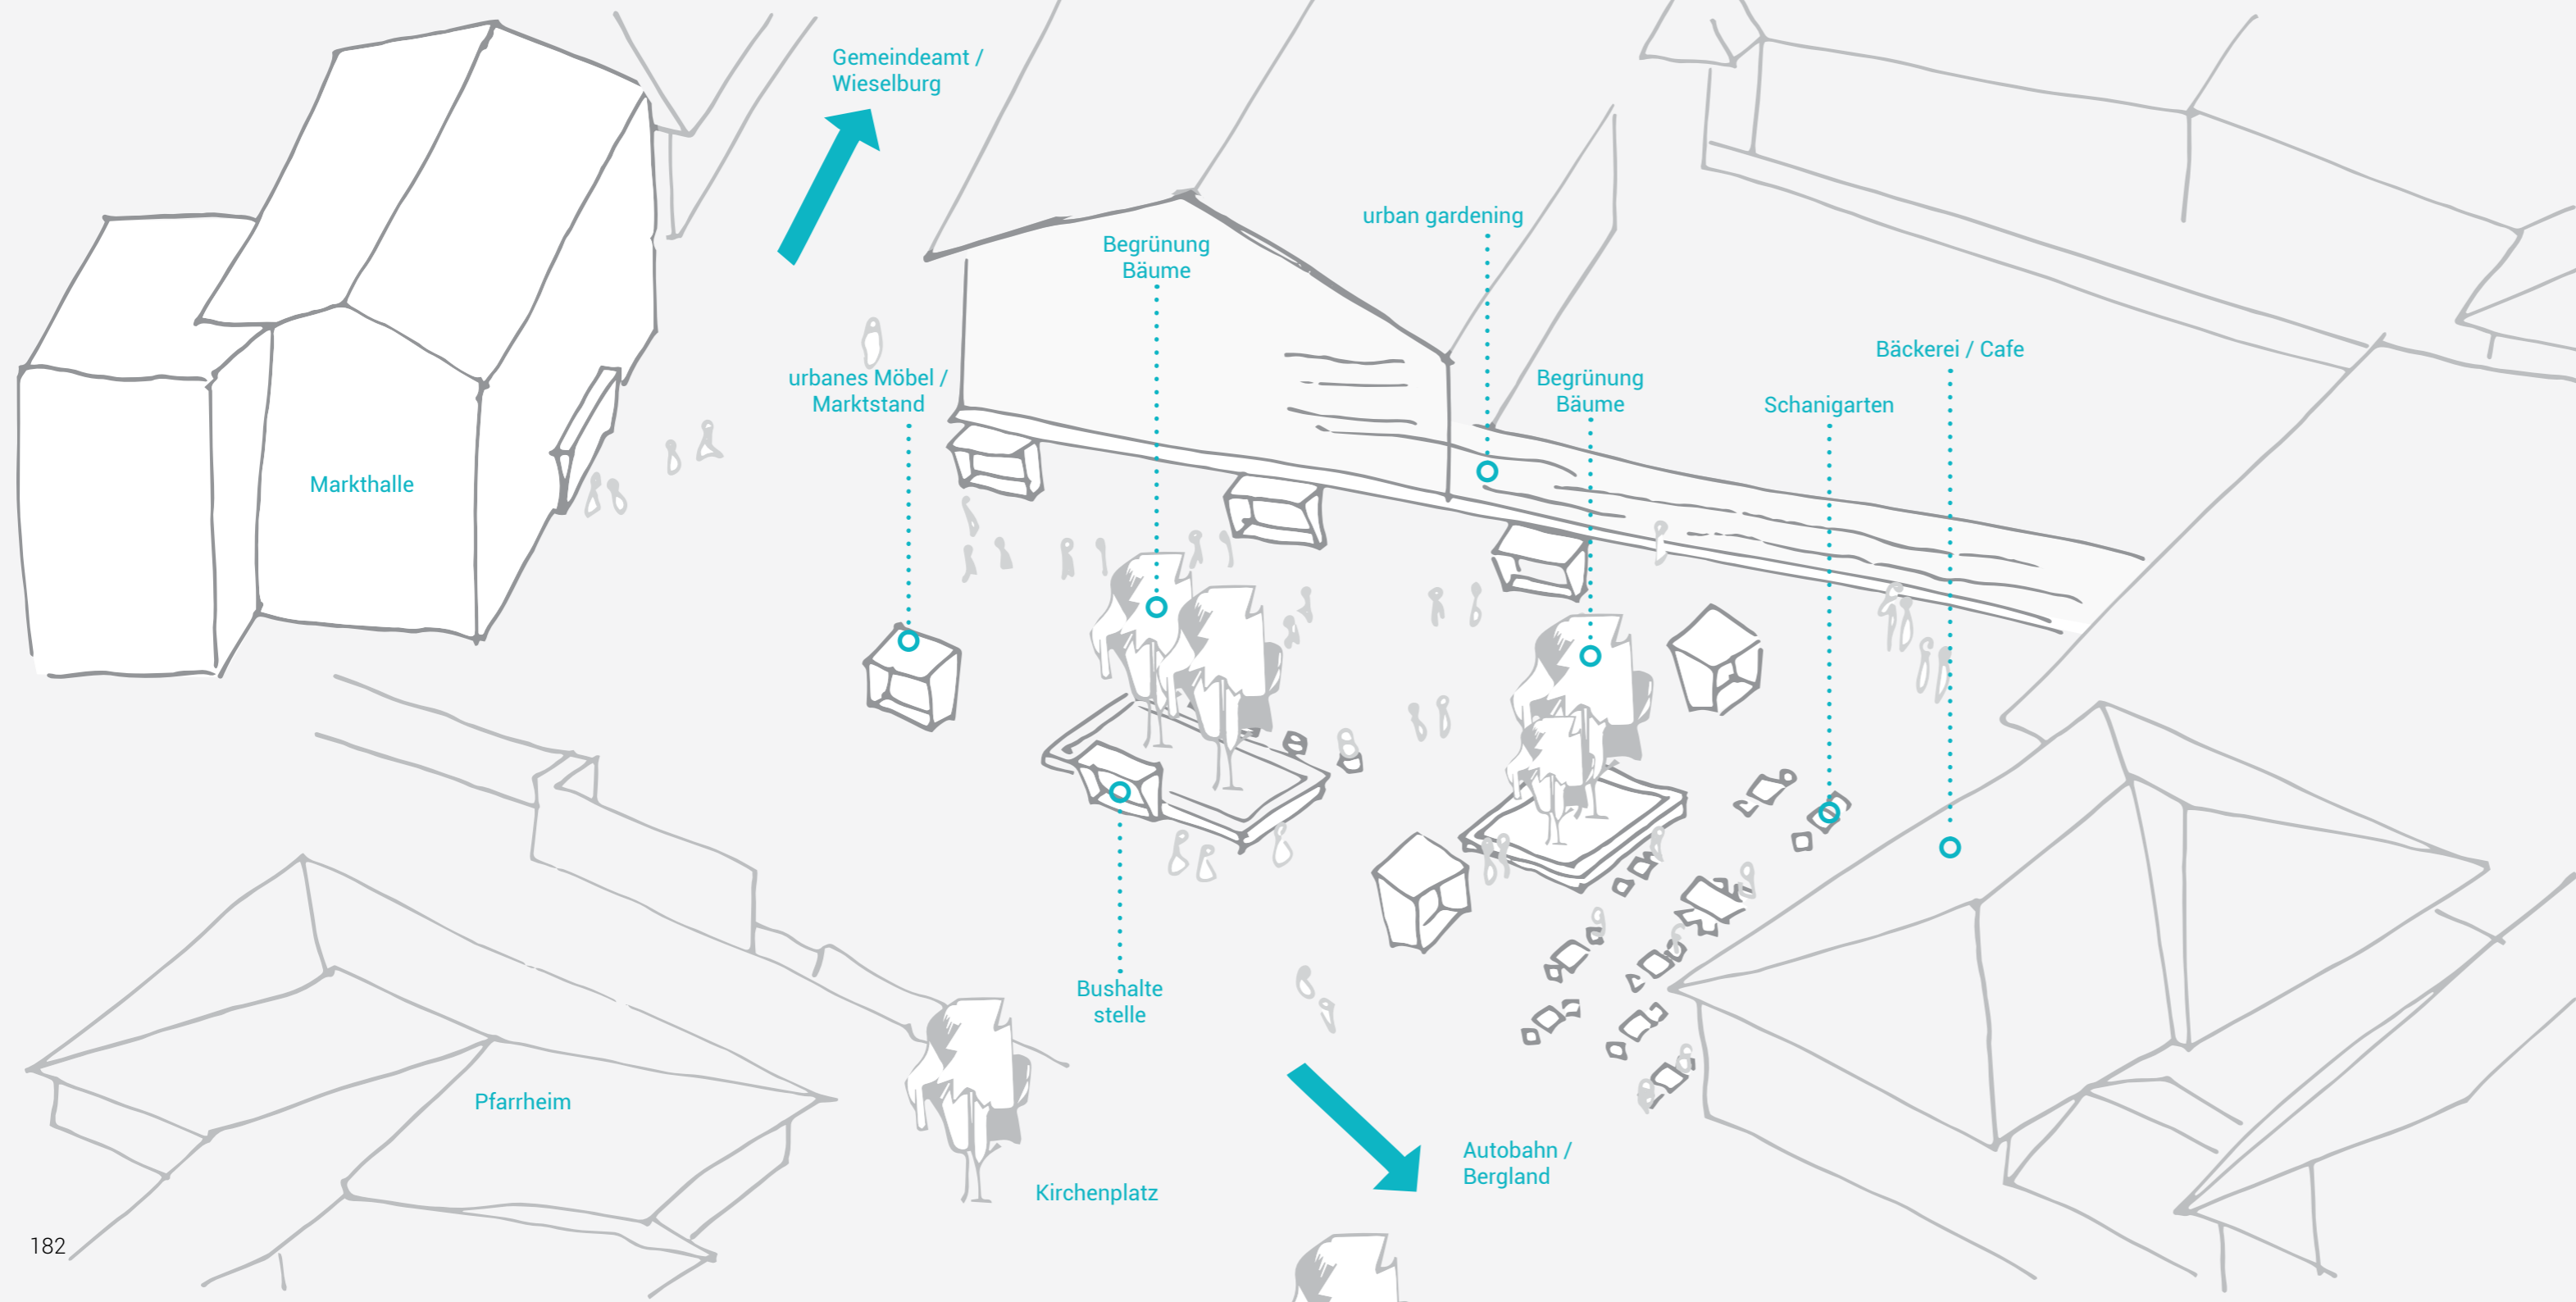 Gemeindeamt /
Wieselburg
urban gardening
Begrünung
Bäume
Bäckerei / Cafe
urbanes Möbel /
Marktstand
Begrünung
Bäume
Schanigarten
Markthalle
Bushalte
stelle
Pfarrheim
Autobahn /
Bergland
Kirchenplatz
182